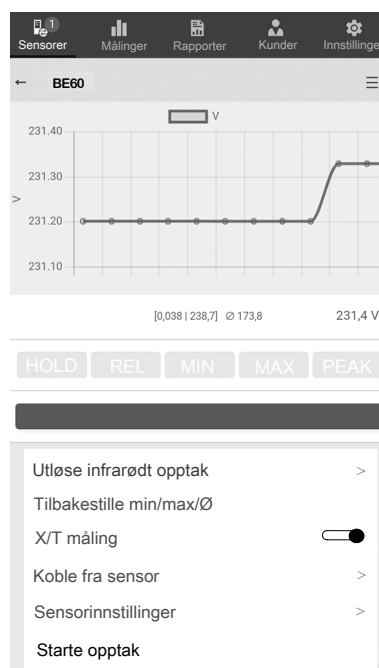 1
Sensorer Målinger Rapporter Kunder Innstillinge
← BE60
V
231.40
231.30
V
231.20
231.10
[0,038 | 238,7] Ø 173,8 231,4 V
HOLD REL MIN MAX PEAK
Utløse infrarødt opptak >
Tilbakestille min/max/Ø
X/T måling
Koble fra sensor >
Sensorinnstillinger >
Starte opptak